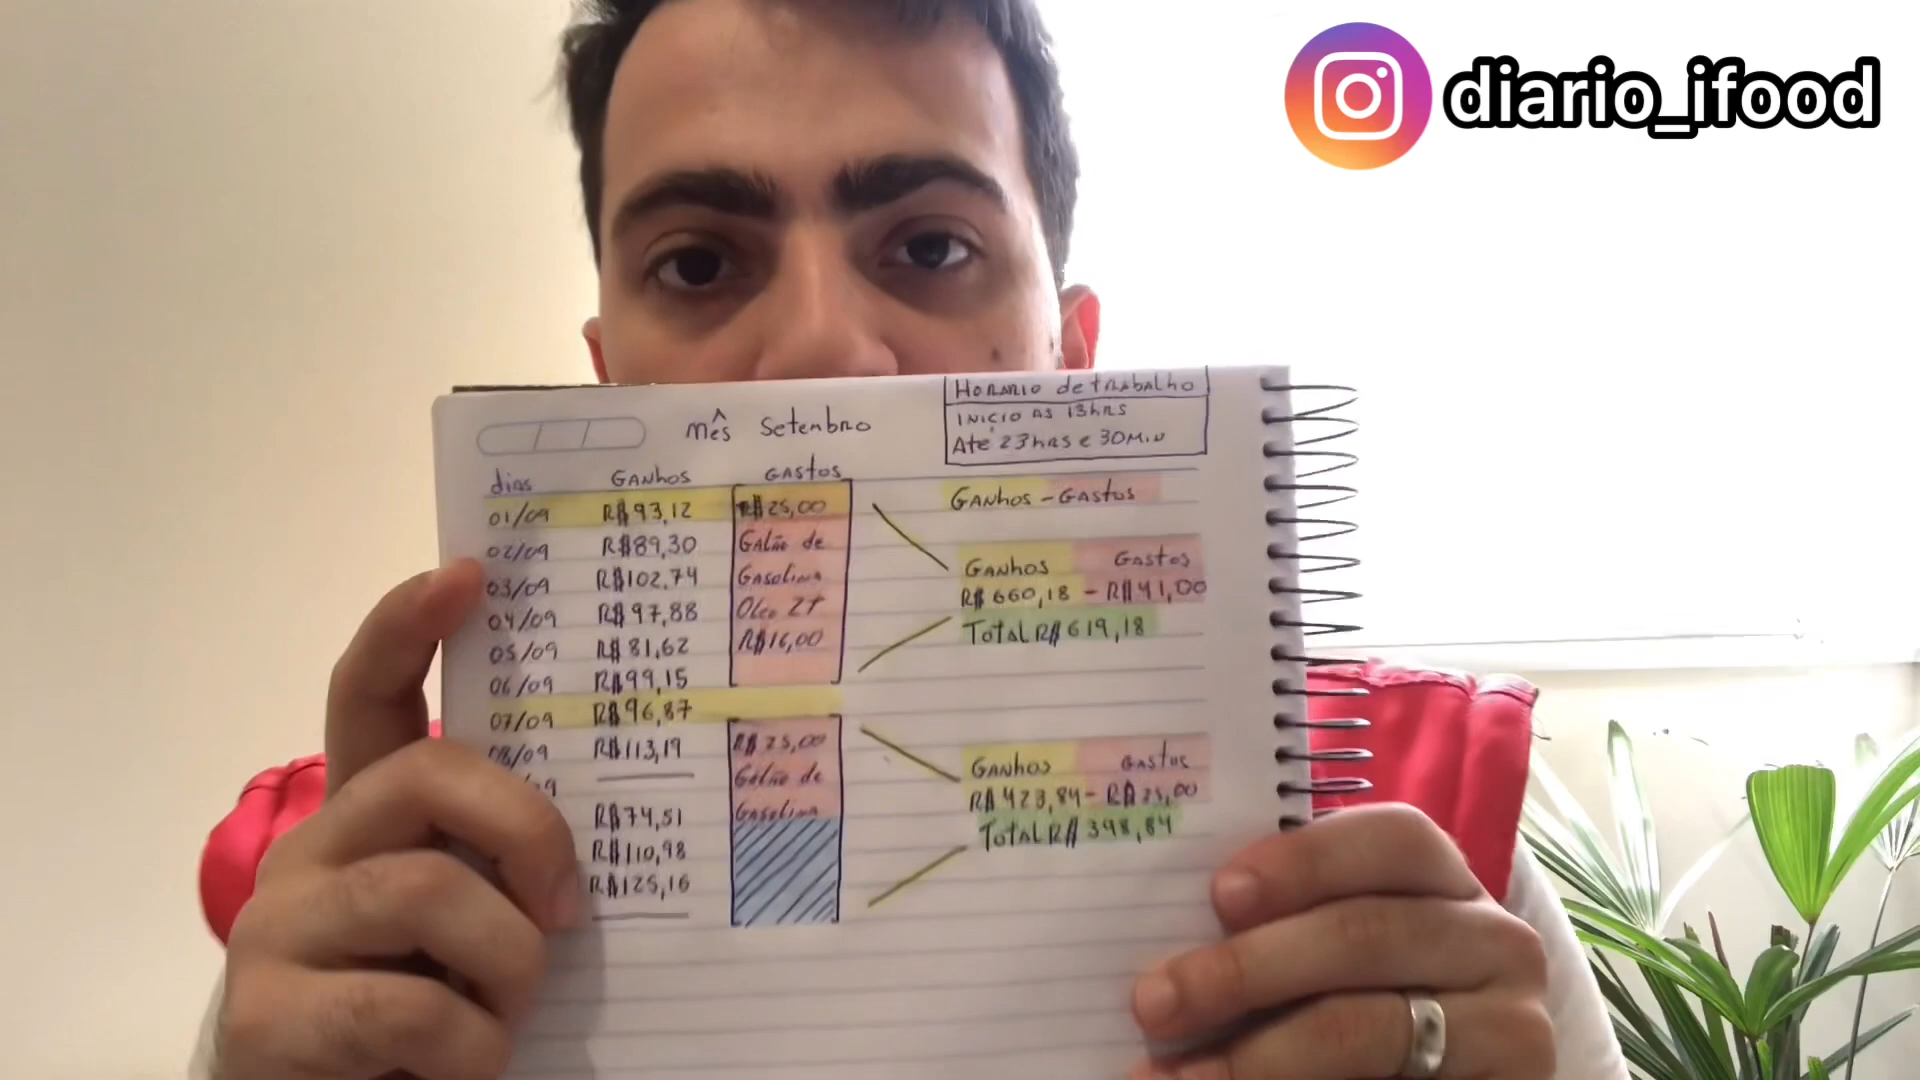 diario_ifood
Mês Setembro
HORARIO de trabalho
INICIO AS 13hrs
Até 23hrs e 30Min
dias GANHOS GASTOS
01/09 R$93,12 R$25,00
02/09 R$89,30 Galão de
03/09 R$102,74 Gasolina
04/09 R$97,88 Oleo 2T
05/09 R$81,62 R$16,00
06/09 R$99,15
07/09 R$96,87
08/09 R$113,19 R$25,00
Galão de
R$74,51 Gasolina
R$110,98
R$125,16
GANHOS - GASTOS
GANHOS GASTOS
R$660,18 - R$41,00
Total R$619,18
GANHOS GASTOS
R$423,84 - R$25,00
Total R$398,84